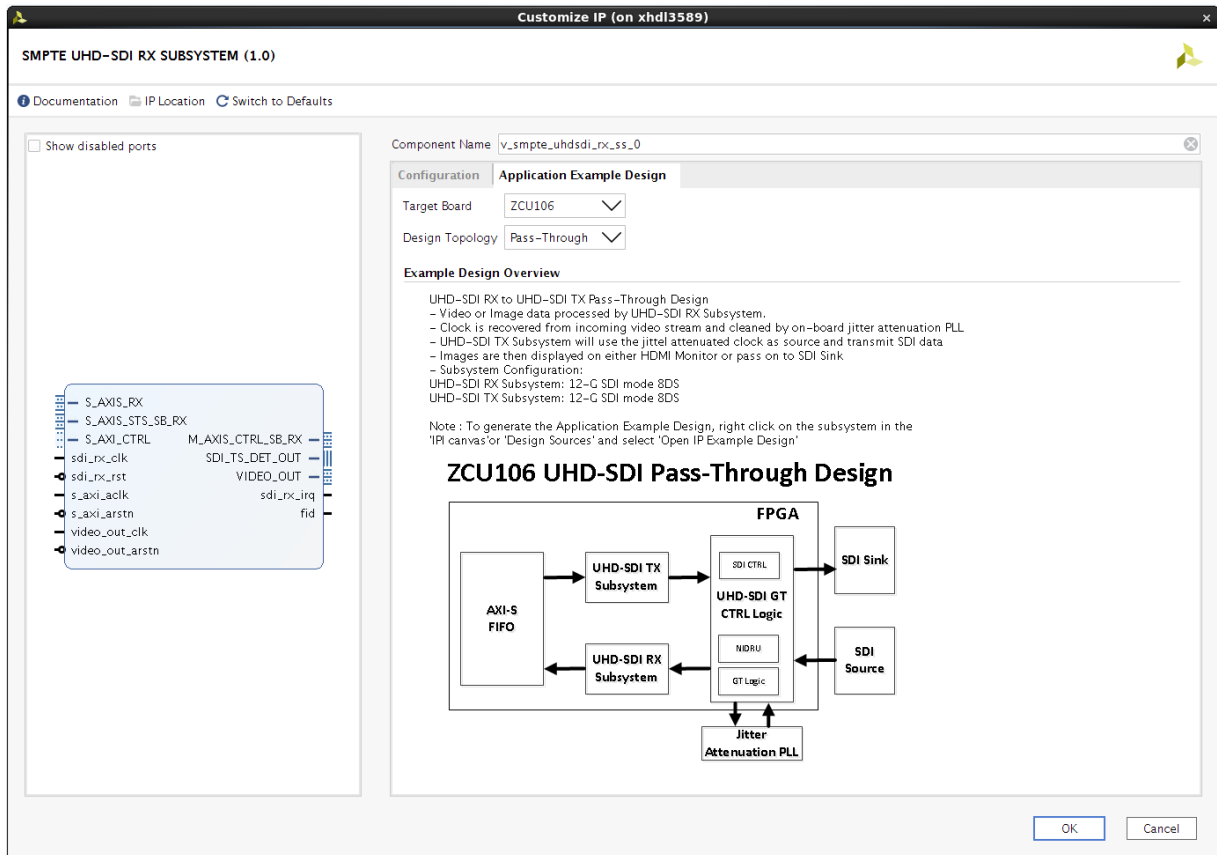 Customize IP (on xhdl3589)
SMPTE UHD-SDI RX SUBSYSTEM (1.0)
Documentation IP Location Switch to Defaults
Show disabled ports
S_AXIS_RX
S_AXIS_STS_SB_RX
S_AXI_CTRL M_AXIS_CTRL_SB_RX
sdi_rx_clk SDI_TS_DET_OUT
sdi_rx_rst VIDEO_OUT
s_axi_aclk sdi_rx_irq
s_axi_arstn fid
video_out_clk
video_out_arstn
Component Name v_smpte_uhdsdi_rx_ss_0
Configuration Application Example Design
Target Board ZCU106
Design Topology Pass-Through
Example Design Overview
UHD-SDI RX to UHD-SDI TX Pass-Through Design
- Video or Image data processed by UHD-SDI RX Subsystem.
- Clock is recovered from incoming video stream and cleaned by on-board jitter attenuation PLL
- UHD-SDI TX Subsystem will use the jittel attenuated clock as source and transmit SDI data
- Images are then displayed on either HDMI Monitor or pass on to SDI Sink
- Subsystem Configuration:
UHD-SDI RX Subsystem: 12-G SDI mode 8DS
UHD-SDI TX Subsystem: 12-G SDI mode 8DS
Note : To generate the Application Example Design, right click on the subsystem in the
'IPI canvas'or 'Design Sources' and select 'Open IP Example Design'
ZCU106 UHD-SDI Pass-Through Design
FPGA
AXI-S
FIFO
UHD-SDI TX
Subsystem
UHD-SDI RX
Subsystem
SDI CTRL
UHD-SDI GT
CTRL Logic
NIDRU
GT Logic
SDI Sink
SDI
Source
Jitter
Attenuation PLL
OK Cancel